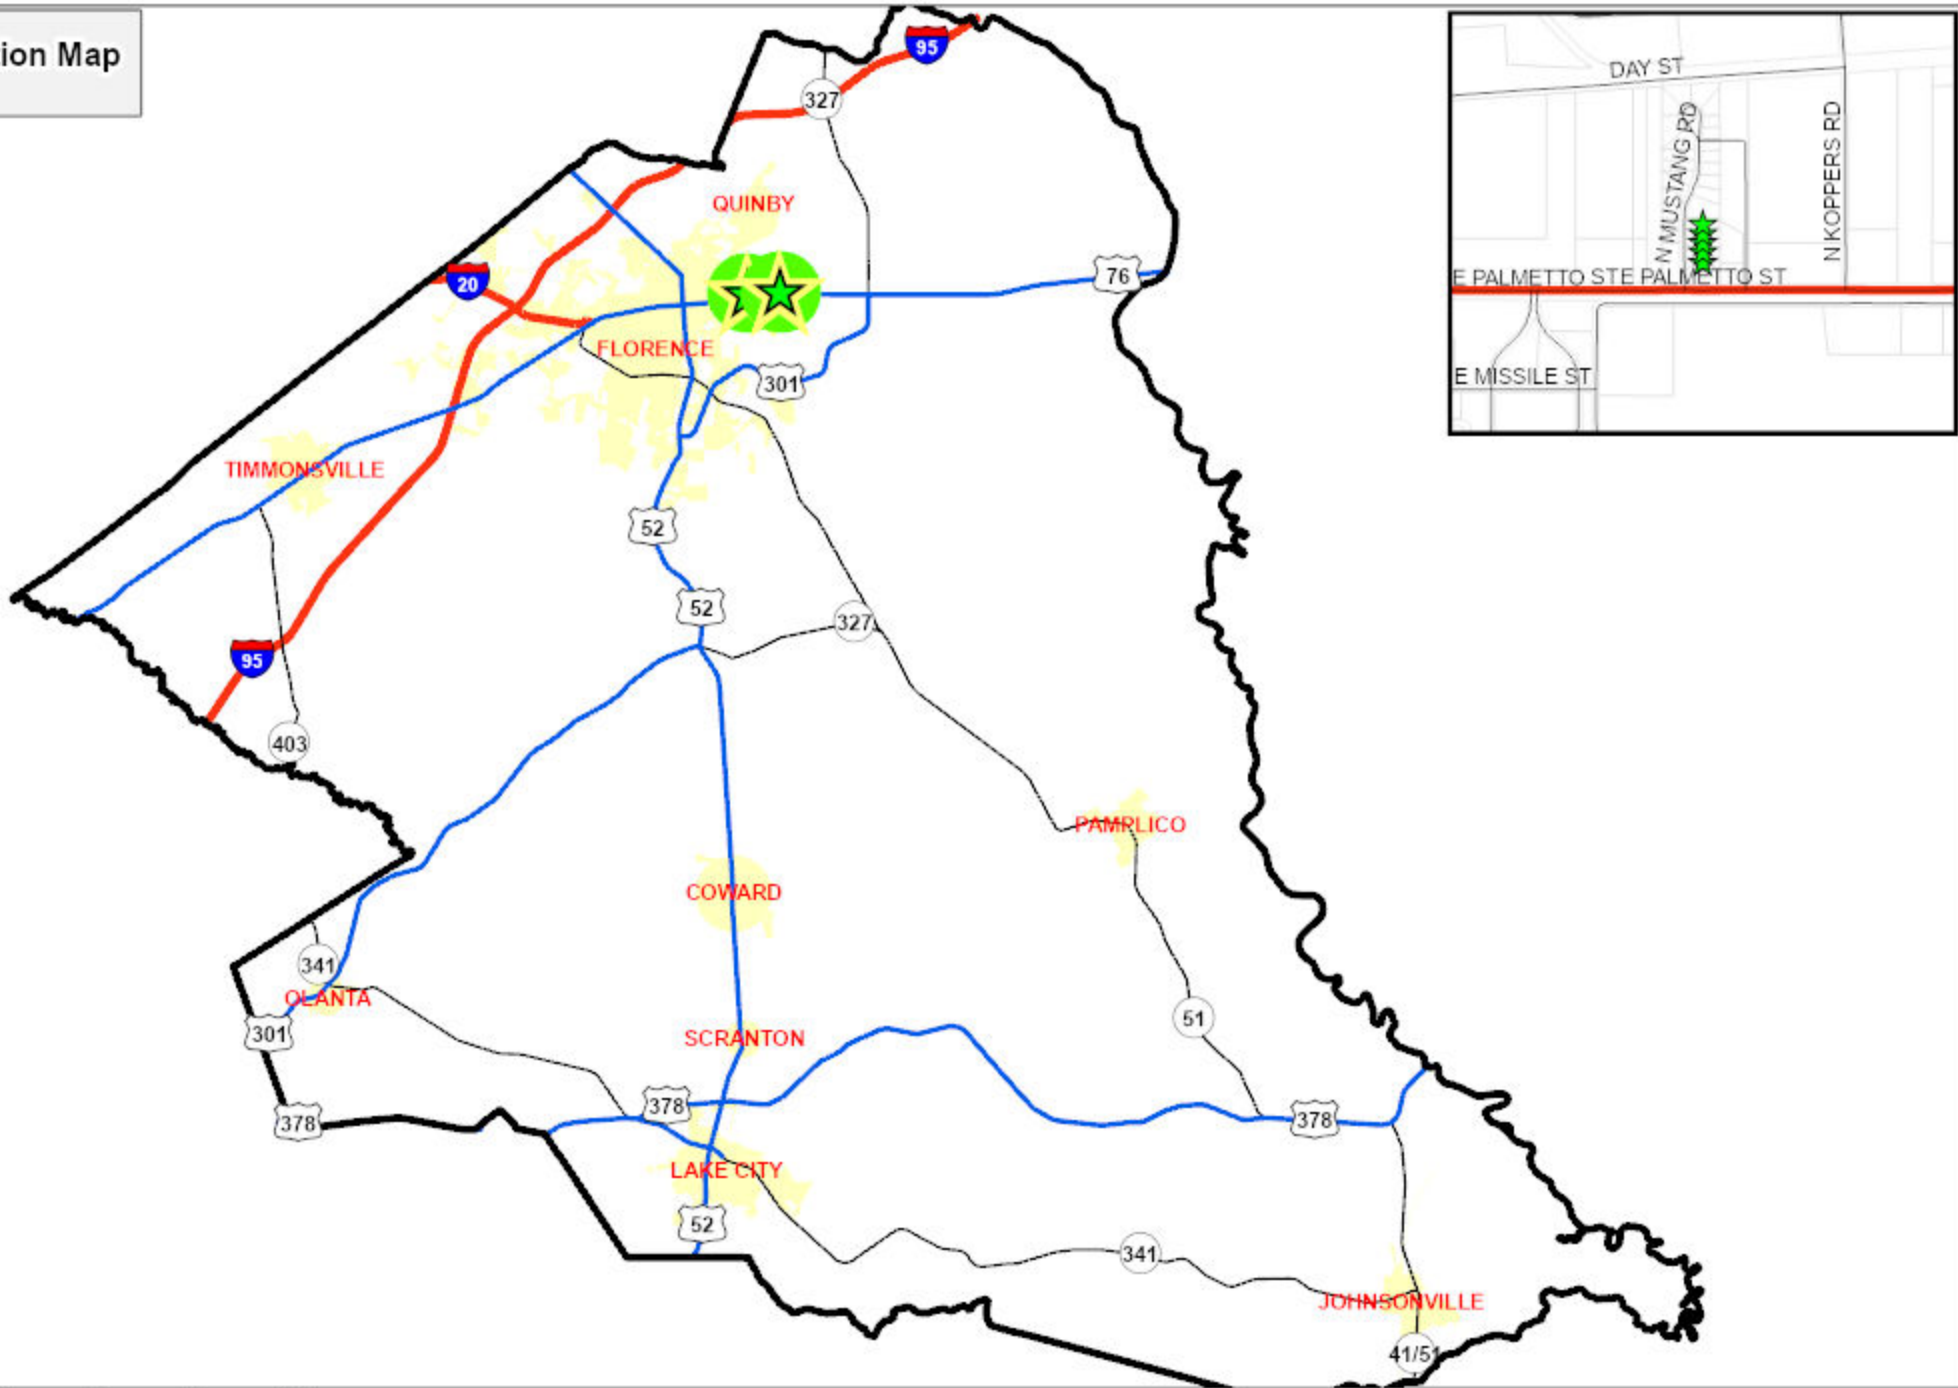 ion Map
95
327
QUINBY
20
76
FLORENCE
301
TIMMONSVILLE
52
52
327
95
403
PAMPLICO
COWARD
341
OLANTA
301
51
SCRANTON
378
378
378
LAKE CITY
52
341
JOHNSONVILLE
41/51
DAY ST
N MUSTANG RD
N KOPPERS RD
E PALMETTO STE PALMETTO ST
E MISSILE ST